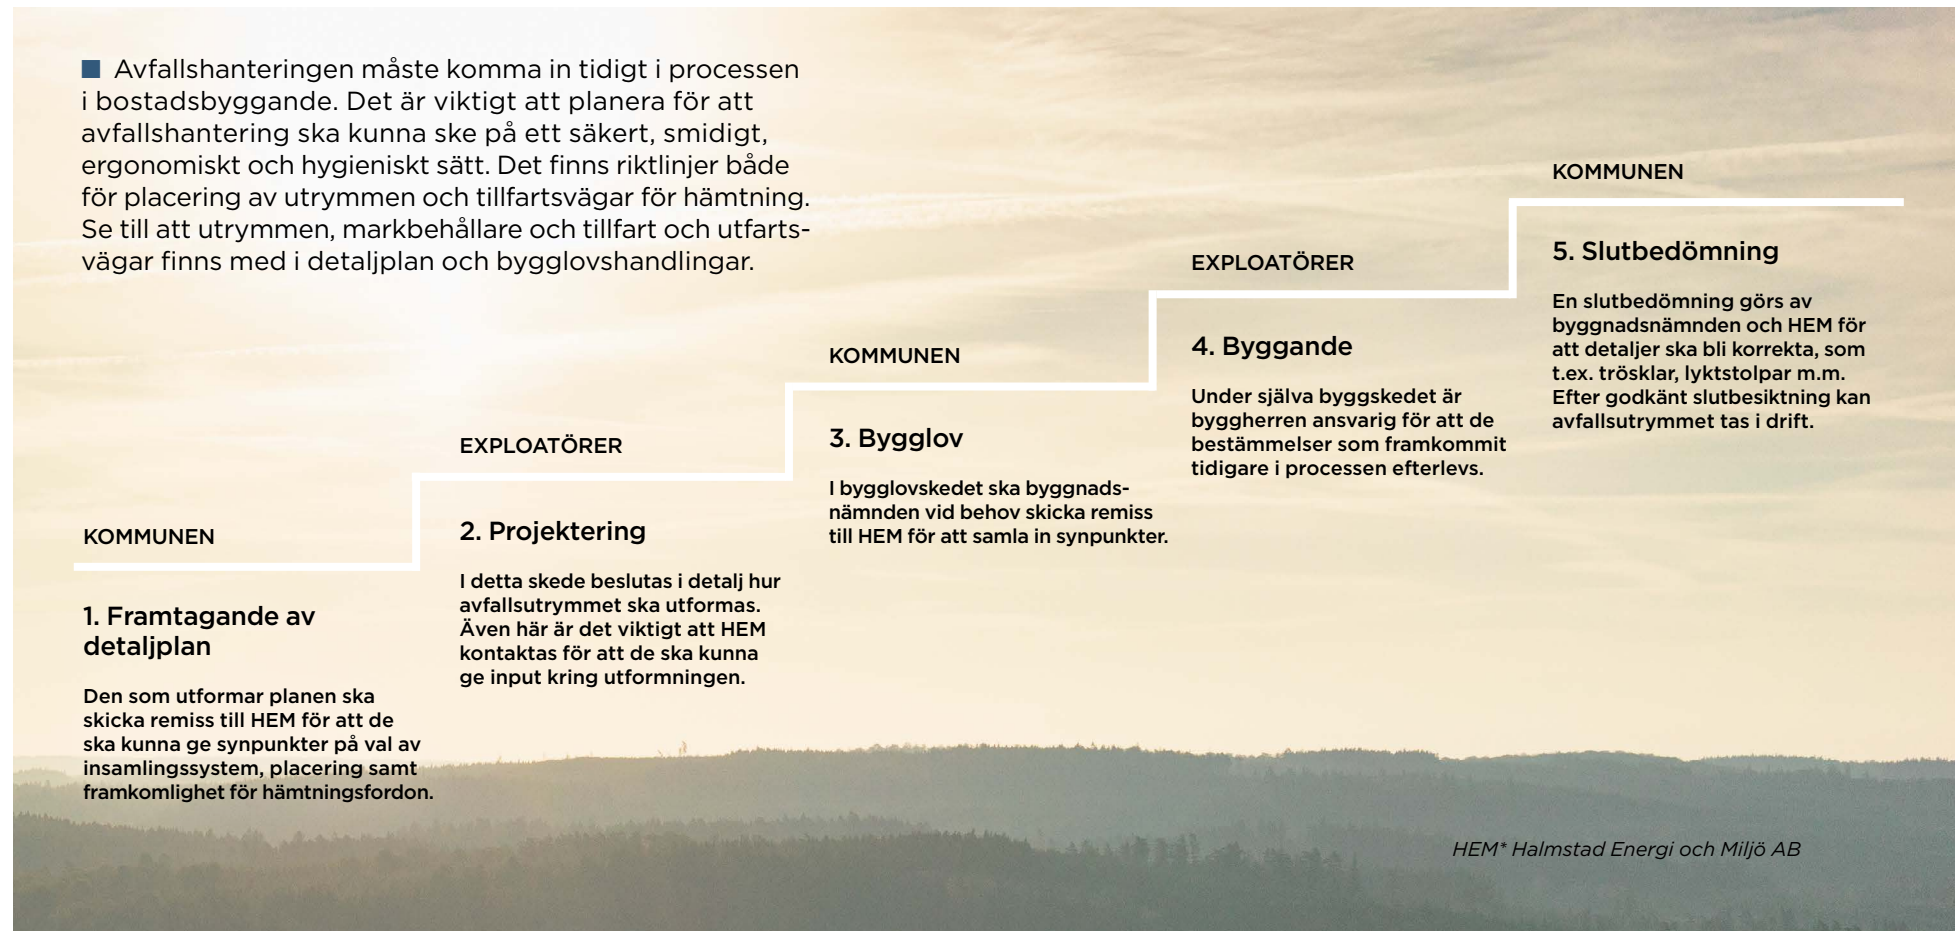 ■ Avfallshanteringen måste komma in tidigt i processen
i bostadsbyggande. Det är viktigt att planera för att
avfallshantering ska kunna ske på ett säkert, smidigt,
ergonomiskt och hygieniskt sätt. Det finns riktlinjer både
för placering av utrymmen och tillfartsvägar för hämtning.
Se till att utrymmen, markbehållare och tillfart och utfarts-
vägar finns med i detaljplan och bygglovshandlingar.
KOMMUNEN
1. Framtagande av
detaljplan
Den som utformar planen ska
skicka remiss till HEM för att de
ska kunna ge synpunkter på val av
insamlingssystem, placering samt
framkomlighet för hämtningsfordon.
EXPLOATÖRER
2. Projektering
I detta skede beslutas i detalj hur
avfallsutrymmet ska utformas.
Även här är det viktigt att HEM
kontaktas för att de ska kunna
ge input kring utformningen.
KOMMUNEN
3. Bygglov
I bygglovskedet ska byggnads-
nämnden vid behov skicka remiss
till HEM för att samla in synpunkter.
EXPLOATÖRER
4. Byggande
Under själva byggskedet är
byggherren ansvarig för att de
bestämmelser som framkommit
tidigare i processen efterlevs.
KOMMUNEN
5. Slutbedömning
En slutbedömning görs av
byggnadsnämnden och HEM för
att detaljer ska bli korrekta, som
t.ex. trösklar, lyktstolpar m.m.
Efter godkänt slutbesiktning kan
avfallsutrymmet tas i drift.
HEM* Halmstad Energi och Miljö AB